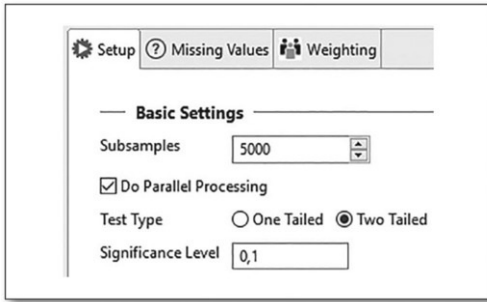 Setup Missing Values Weighting
Basic Settings
Subsamples 5000
Do Parallel Processing
Test Type One Tailed Two Tailed
Significance Level 0,1